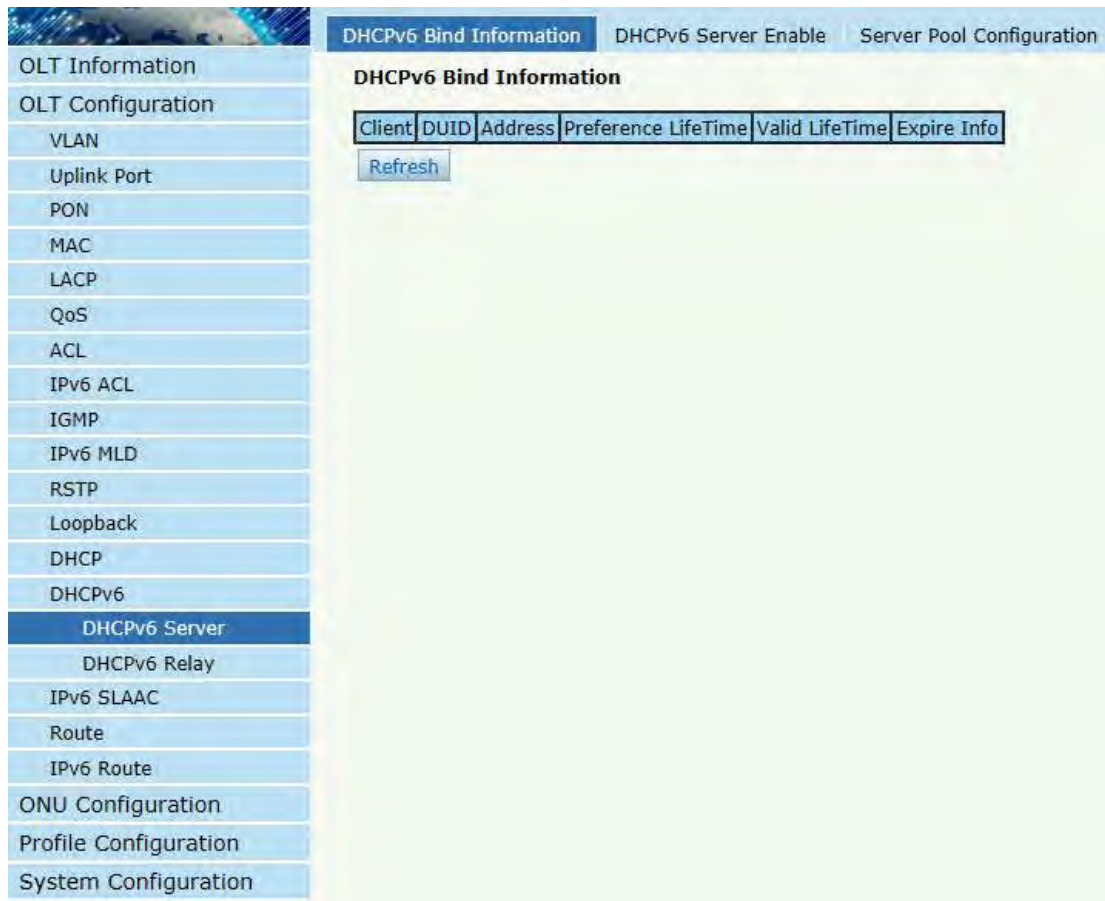 DHCPv6 Bind Information DHCPv6 Server Enable Server Pool Configuration
OLT Information
OLT Configuration
VLAN
Uplink Port
PON
MAC
LACP
QoS
ACL
IPv6 ACL
IGMP
IPv6 MLD
RSTP
Loopback
DHCP
DHCPv6
DHCPv6 Server
DHCPv6 Relay
IPv6 SLAAC
Route
IPv6 Route
ONU Configuration
Profile Configuration
System Configuration
DHCPv6 Bind Information
Client DUID Address Preference LifeTime Valid LifeTime Expire Info
Refresh